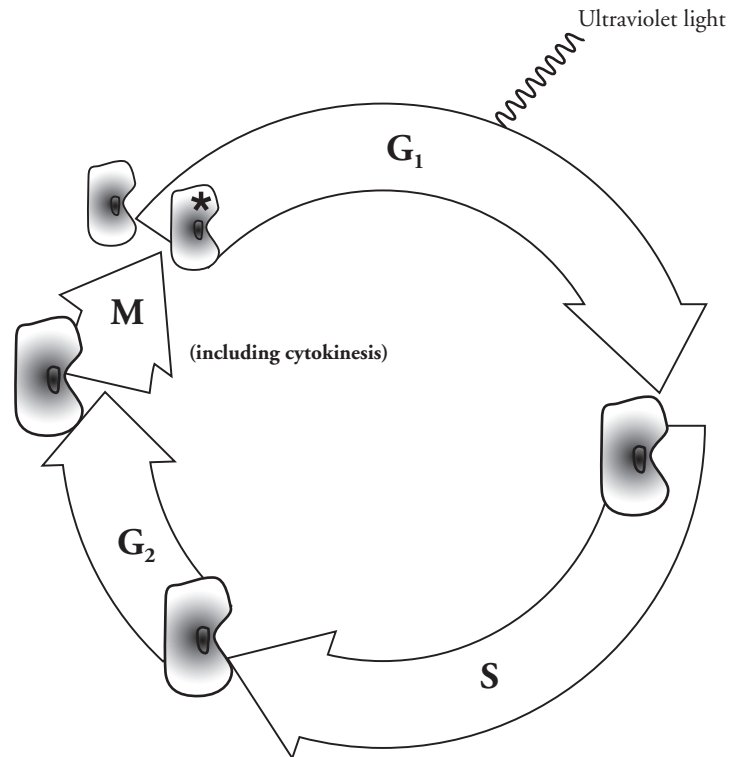 Ultraviolet light
G₁
*
M
(including cytokinesis)
G₂
S